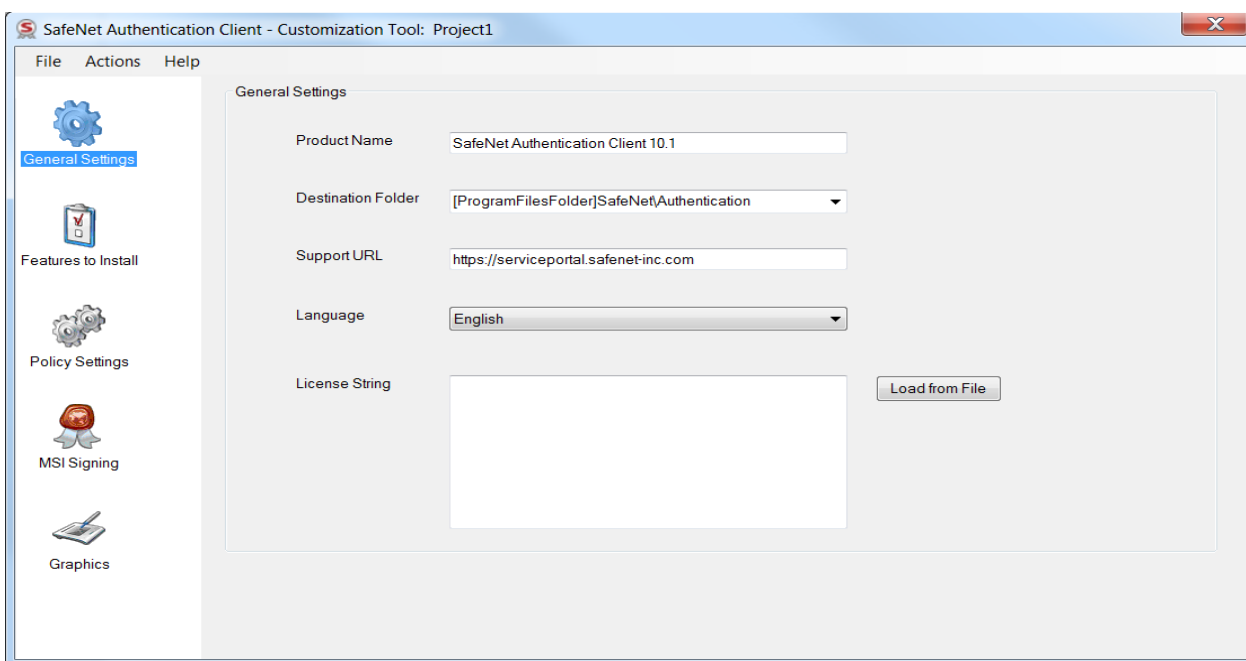 SafeNet Authentication Client - Customization Tool: Project1
File Actions Help
General Settings
Features to Install
Policy Settings
MSI Signing
Graphics
General Settings
Product Name
SafeNet Authentication Client 10.1
Destination Folder
[ProgramFilesFolder]SafeNet\Authentication
Support URL
https://serviceportal.safenet-inc.com
Language
English
License String
Load from File